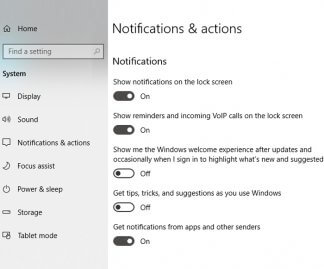 Home
Find a setting
System
Display
Sound
Notifications & actions
Focus assist
Power & sleep
Storage
Tablet mode
Notifications & actions
Notifications
Show notifications on the lock screen
On
Show reminders and incoming VoIP calls on the lock screen
On
Show me the Windows welcome experience after updates and
occasionally when I sign in to highlight what's new and suggested
Off
Get tips, tricks, and suggestions as you use Windows
Off
Get notifications from apps and other senders
On